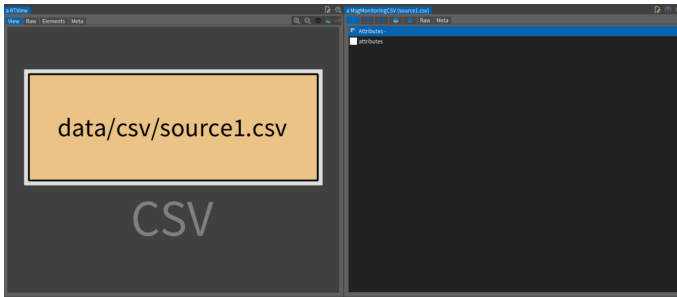 a RTView
View Raw Elements Meta
data/csv/source1.csv
CSV
a MsgMonitoringCSV (source1.csv)
Raw Meta
Attributes -
attributes